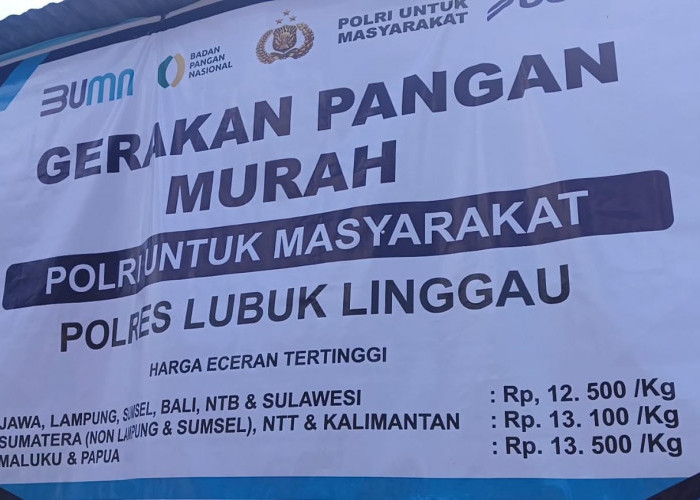 BUMN
BADAN
PANGAN
NASIONAL
POLRI UNTUK
MASYARAKAT
GERAKAN PANGAN
MURAH
POLRI UNTUK MASYARAKAT
POLRES LUBUK LINGGAU
HARGA ECERAN TERTINGGI
JAWA, LAMPUNG, SUMSEL, BALI, NTB & SULAWESI : Rp, 12. 500 /Kg
SUMATERA (NON LAMPUNG & SUMSEL), NTT & KALIMANTAN : Rp. 13. 100 /Kg
MALUKU & PAPUA : Rp. 13. 500 /Kg